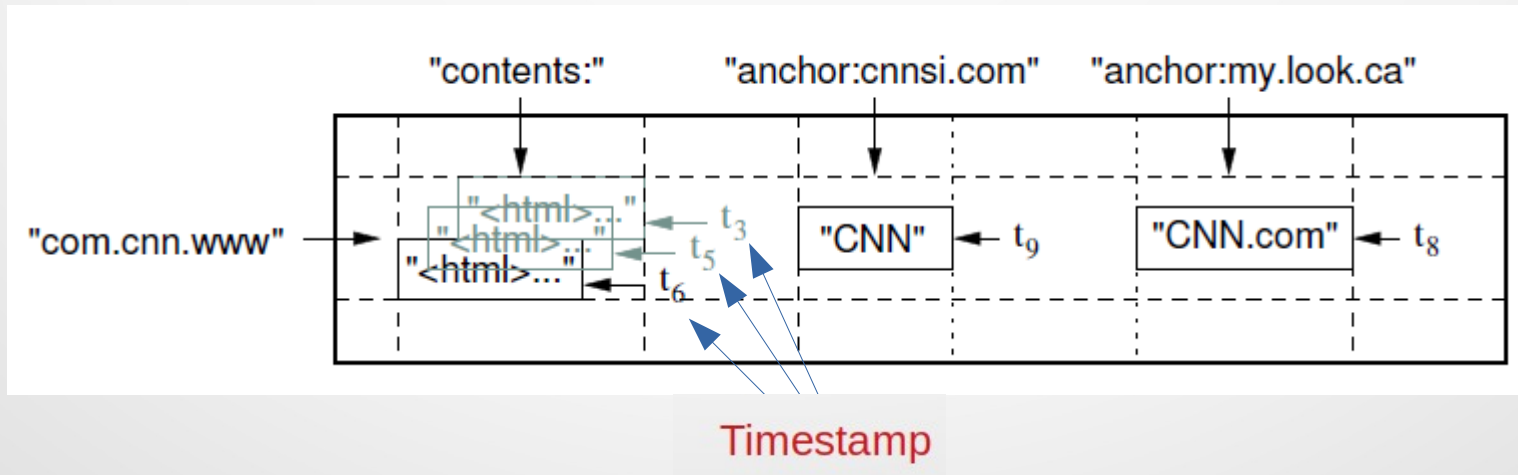 "contents:" "anchor:cnnsi.com" "anchor:my.look.ca"
"<html>..." t3
"com.cnn.www" "<html>..." t5 "CNN" t9 "CNN.com" t8
"<html>..." t6
Timestamp